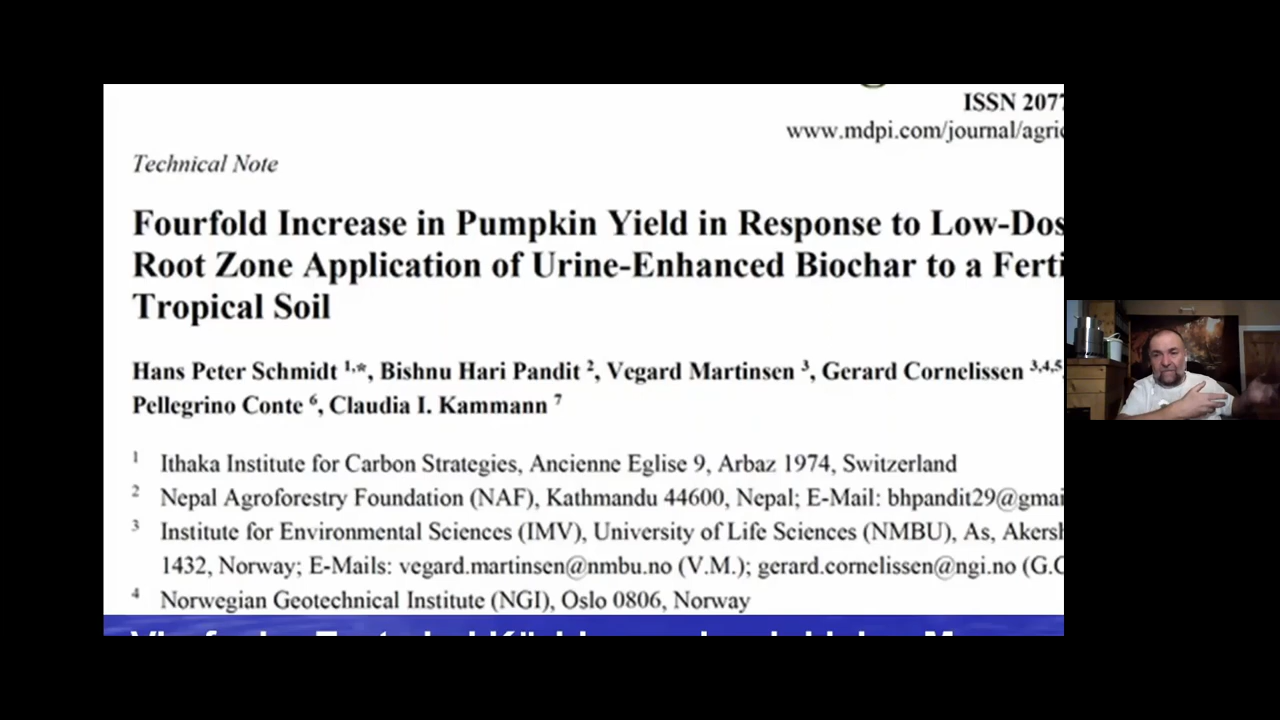 ISSN 2077
www.mdpi.com/journal/agric
Technical Note
Fourfold Increase in Pumpkin Yield in Response to Low-Dos
Root Zone Application of Urine-Enhanced Biochar to a Ferti
Tropical Soil
Hans Peter Schmidt 1,*, Bishnu Hari Pandit 2, Vegard Martinsen 3, Gerard Cornelissen 3,4,5
Pellegrino Conte 6, Claudia I. Kammann 7
1 Ithaka Institute for Carbon Strategies, Ancienne Eglise 9, Arbaz 1974, Switzerland
2 Nepal Agroforestry Foundation (NAF), Kathmandu 44600, Nepal; E-Mail: bhpandit29@gmai
3 Institute for Environmental Sciences (IMV), University of Life Sciences (NMBU), As, Akersh
1432, Norway; E-Mails: vegard.martinsen@nmbu.no (V.M.); gerard.cornelissen@ngi.no (G.C
4 Norwegian Geotechnical Institute (NGI), Oslo 0806, Norway